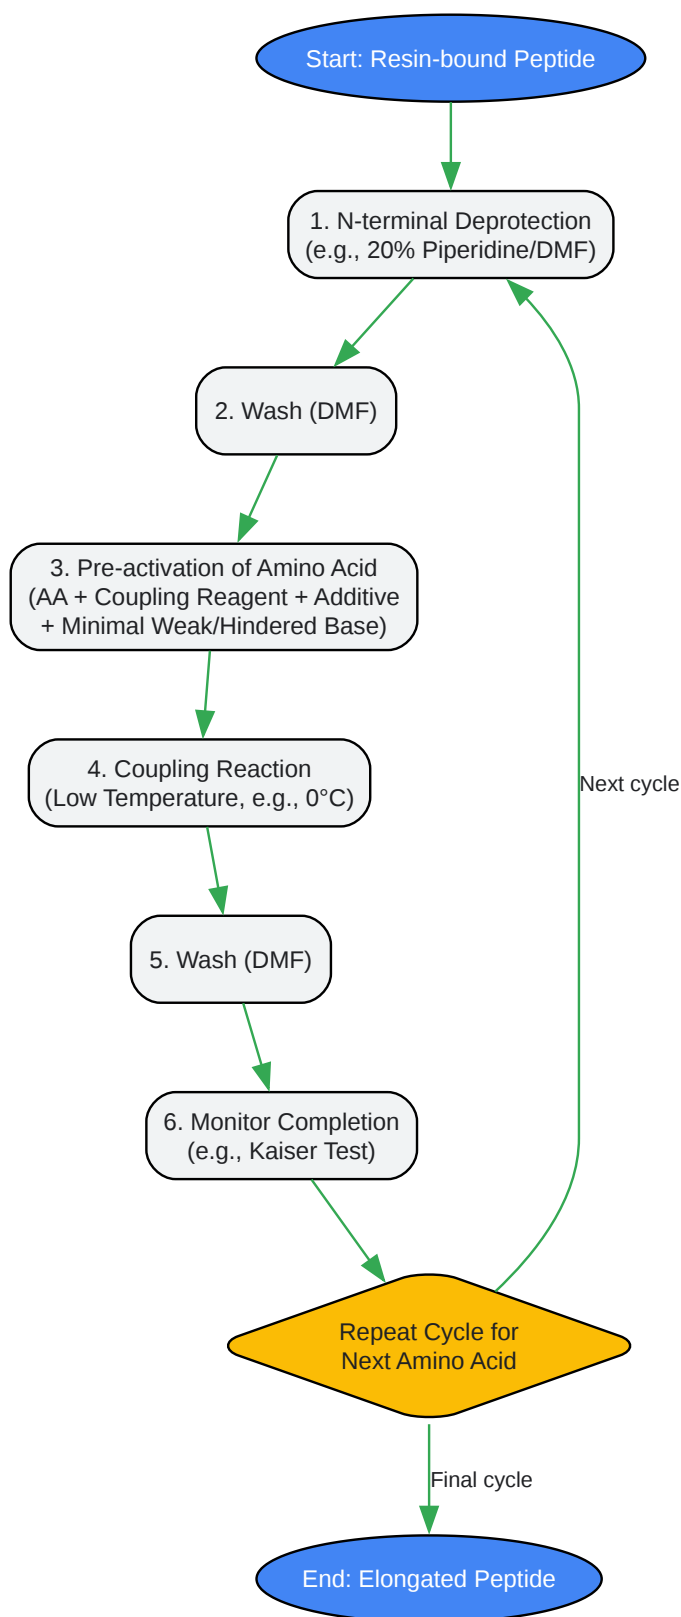 Start: Resin-bound Peptide
1. N-terminal Deprotection
(e.g., 20% Piperidine/DMF)
2. Wash (DMF)
3. Pre-activation of Amino Acid
(AA + Coupling Reagent + Additive
+ Minimal Weak/Hindered Base)
4. Coupling Reaction
(Low Temperature, e.g., 0°C)
Next cycle
5. Wash (DMF)
6. Monitor Completion
(e.g., Kaiser Test)
Repeat Cycle for
Next Amino Acid
Final cycle
End: Elongated Peptide